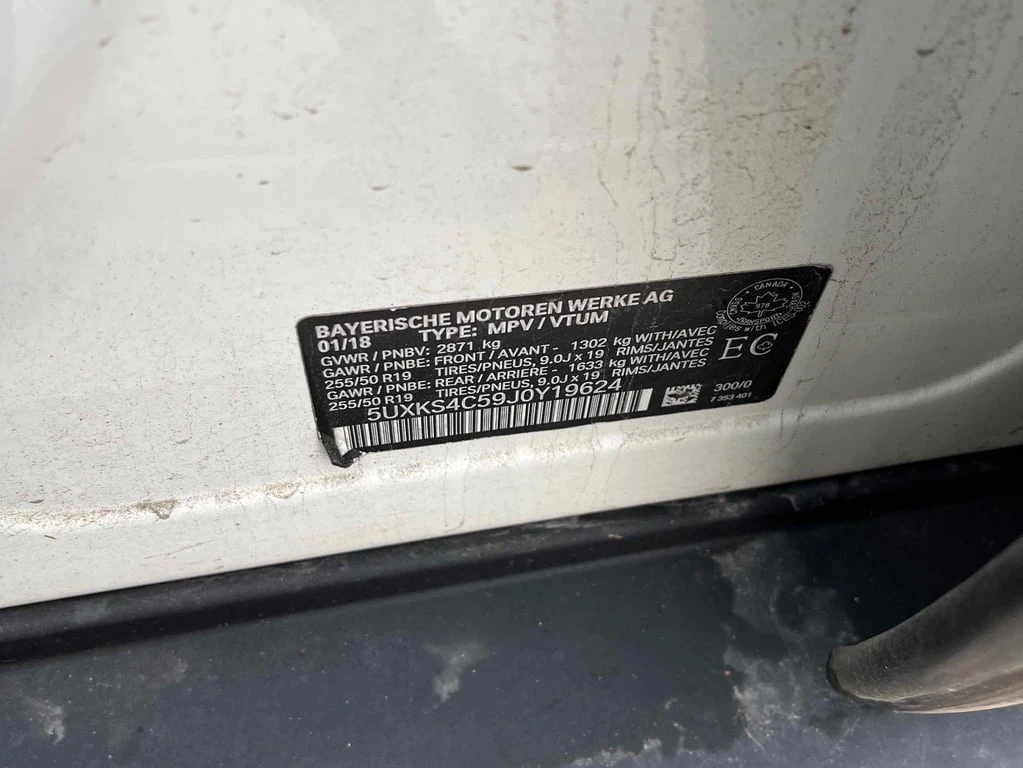 BAYERISCHE MOTOREN WERKE AG
01/18 TYPE: MPV / VTUM
GVWR / PNBV: 2871 kg
GAWR / PNBE: FRONT / AVANT - 1302 kg WITH/AVEC
255/50 R19 TIRES/PNEUS, 9.0J x 19 RIMS/JANTES
GAWR / PNBE: REAR / ARRIERE - 1633 kg WITH/AVEC
255/50 R19 TIRES/PNEUS, 9.0J x 19 RIMS/JANTES
5UXKS4C59J0Y19624
CANADA
978
TRANSPORT
EC
300/0
7 353 401